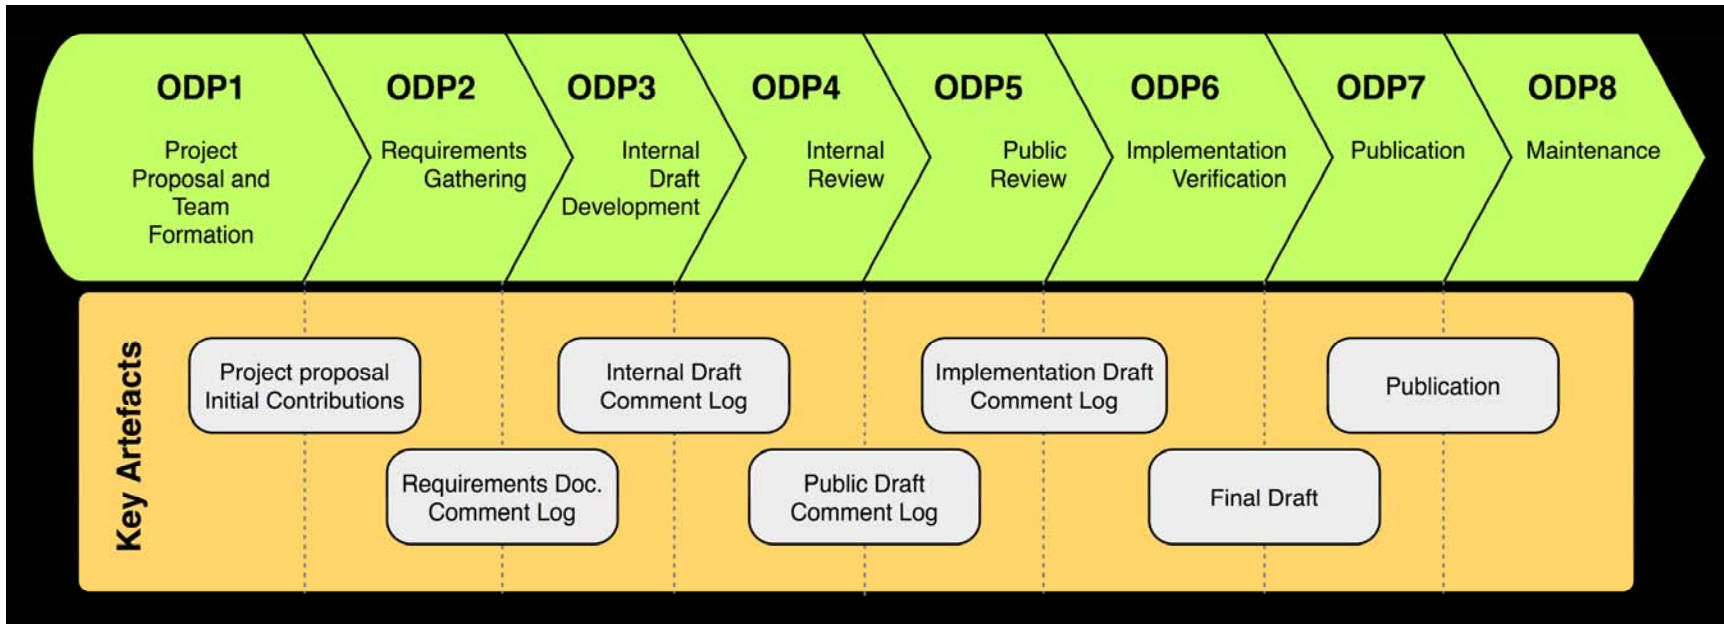 ODP1
Project
Proposal and
Team
Formation
ODP2
Requirements
Gathering
ODP3
Internal
Draft
Development
ODP4
Internal
Review
ODP5
Public
Review
ODP6
Implementation
Verification
ODP7
Publication
ODP8
Maintenance
Key Artefacts
Project proposal
Initial Contributions
Requirements Doc.
Comment Log
Internal Draft
Comment Log
Public Draft
Comment Log
Implementation Draft
Comment Log
Final Draft
Publication